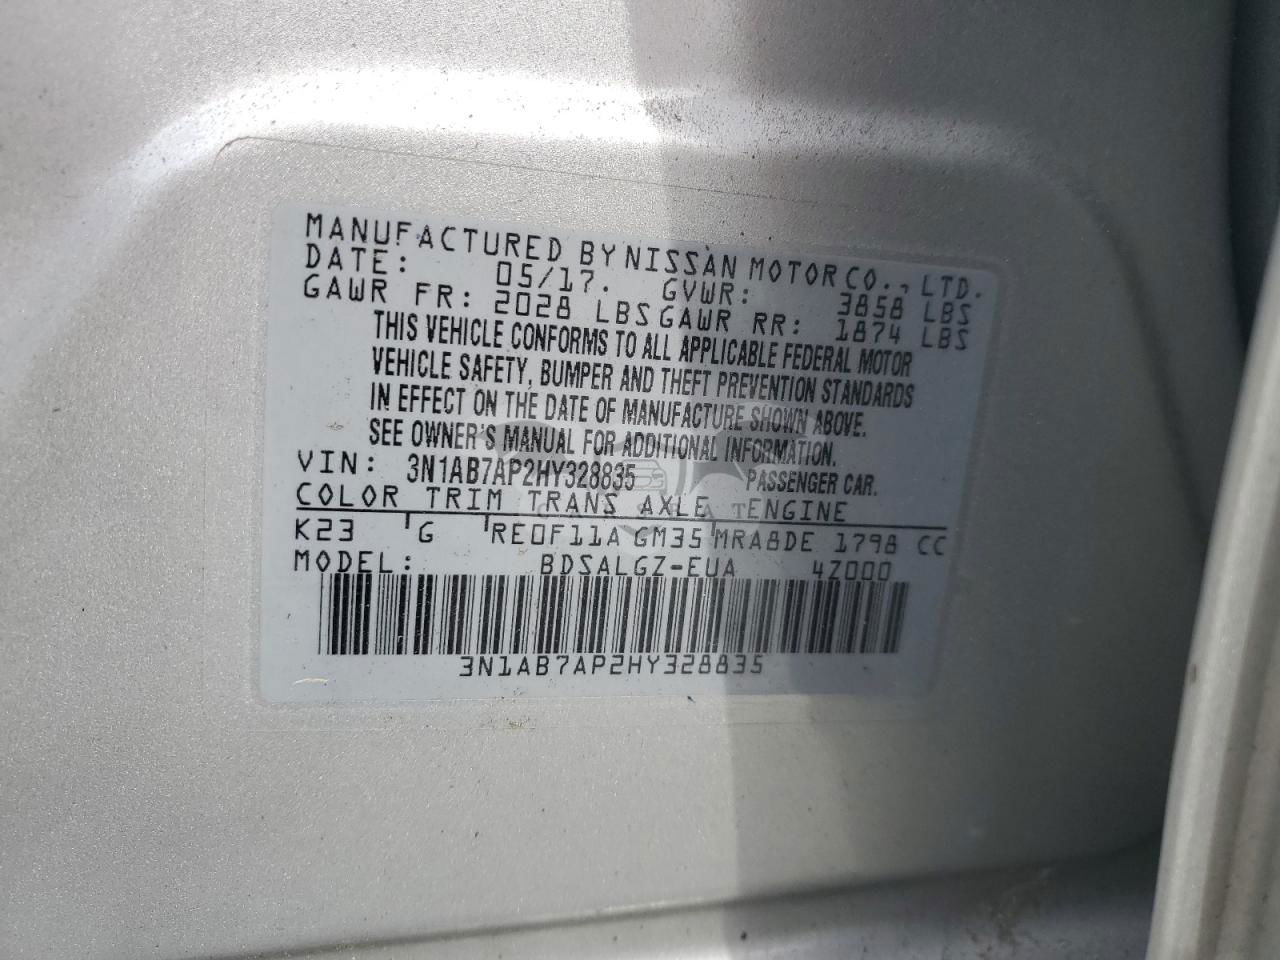 MANUFACTURED BY NISSAN MOTOR CO., LTD.
DATE: 05/17. GVWR: 3858 LBS
GAWR FR: 2028 LBS GAWR RR: 1874 LBS
THIS VEHICLE CONFORMS TO ALL APPLICABLE FEDERAL MOTOR
VEHICLE SAFETY, BUMPER AND THEFT PREVENTION STANDARDS
IN EFFECT ON THE DATE OF MANUFACTURE SHOWN ABOVE.
SEE OWNER'S MANUAL FOR ADDITIONAL INFORMATION.
VIN: 3N1AB7AP2HY328835 PASSENGER CAR.
COLOR TRIM TRANS AXLE ENGINE
K23 G RE0F11A GM35 MRA8DE 1798 CC
MODEL: BDSALGZ-EUA 4Z000
3N1AB7AP2HY328835